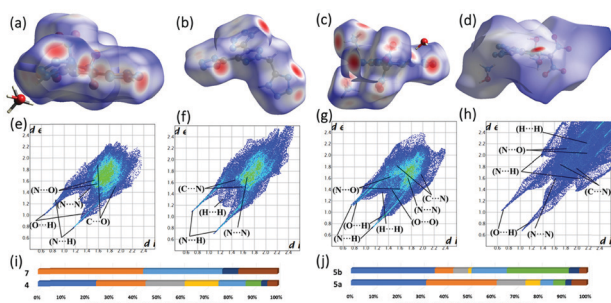 (a) (b) (c) (d)
(e) d e (f) d e (g) d e (h) d e
(H···H)
(N···O)
(N···H)
(C···N)
(O···H)
(N···H)
d i
(N···O)
(N···N)
(O···H)
C···O)
(N···H)
d i
(C···N)
(H···H)
(N···H)
(N···N)
d i
(N···O)
(C···N)
(N···N)
(O···O)
(O···H)
(H···H)
(N···H)
d i
(i) (j)
7
4
0% 10% 20% 30% 40% 50% 60% 70% 80% 90% 100%
5b
5a
0% 10% 20% 30% 40% 50% 60% 70% 80% 90% 100%